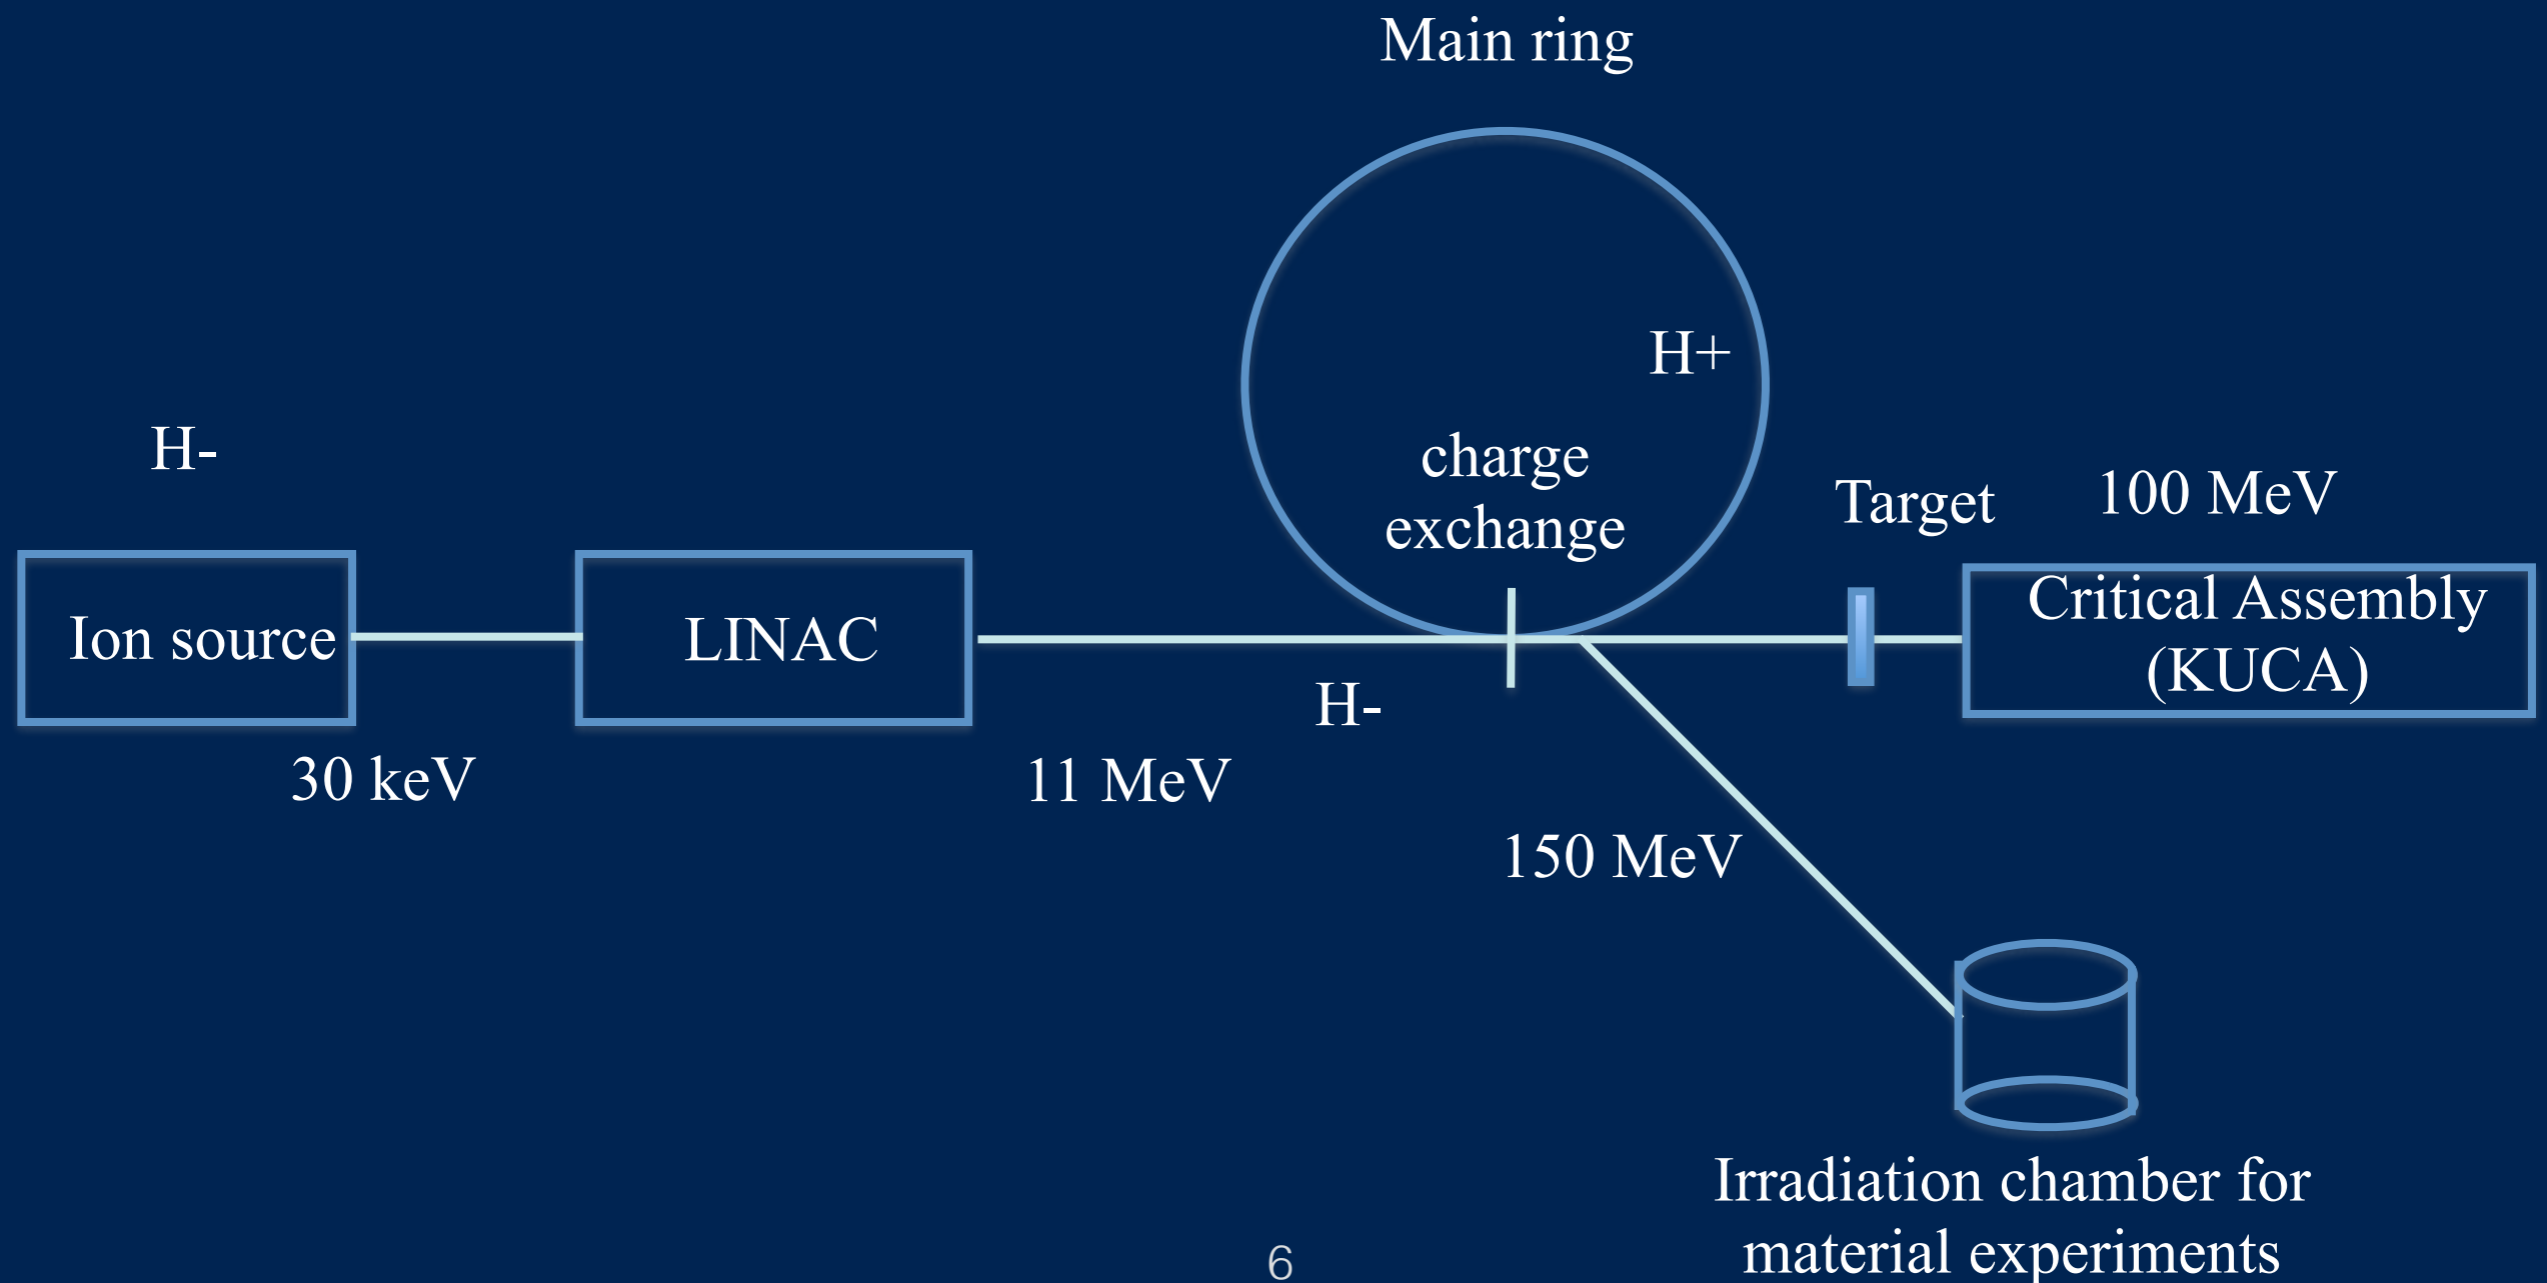 Main ring
H+
charge
exchange
H-
Target
100 MeV
Ion source
LINAC
Critical Assembly
(KUCA)
H-
30 keV
11 MeV
150 MeV
Irradiation chamber for
material experiments
6